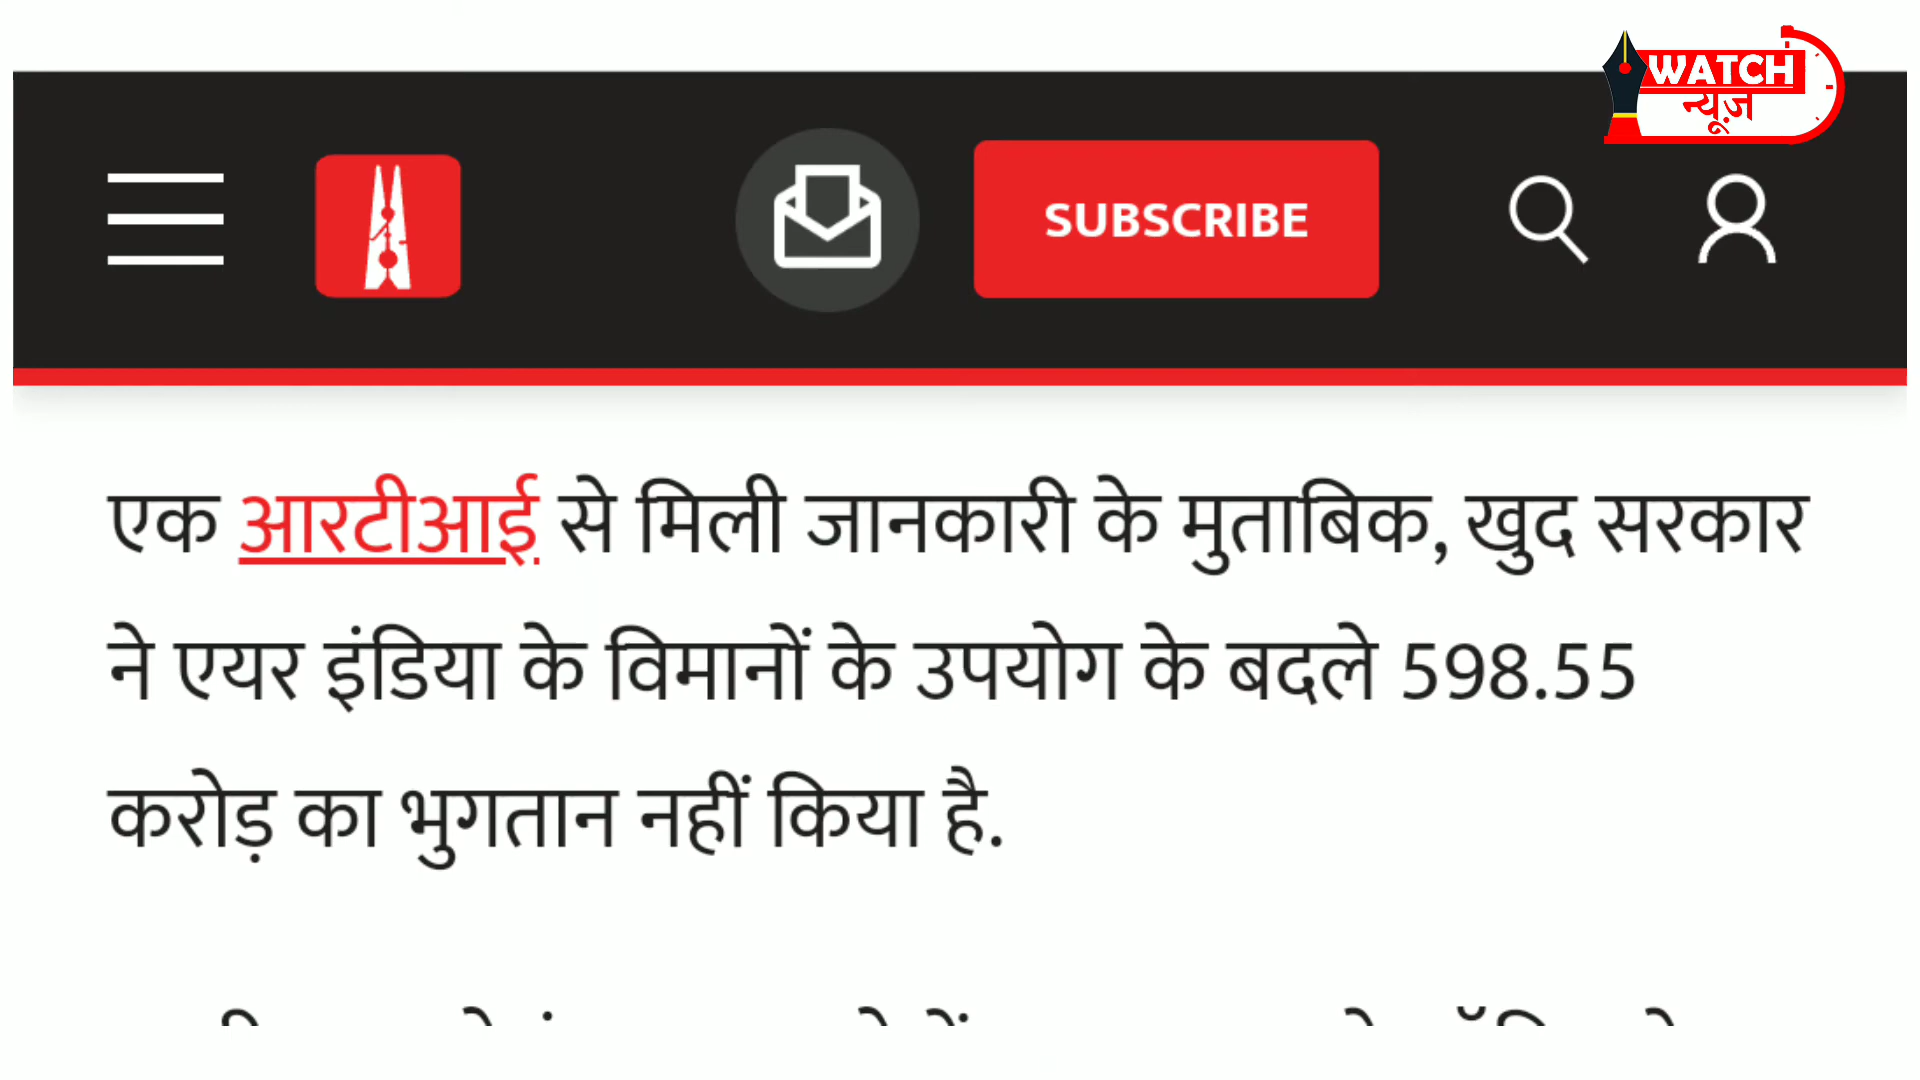 WATCH
न्यूज़
SUBSCRIBE
एक आरटीआई से मिली जानकारी के मुताबिक, खुद सरकार
ने एयर इंडिया के विमानों के उपयोग के बदले 598.55
करोड़ का भुगतान नहीं किया है.